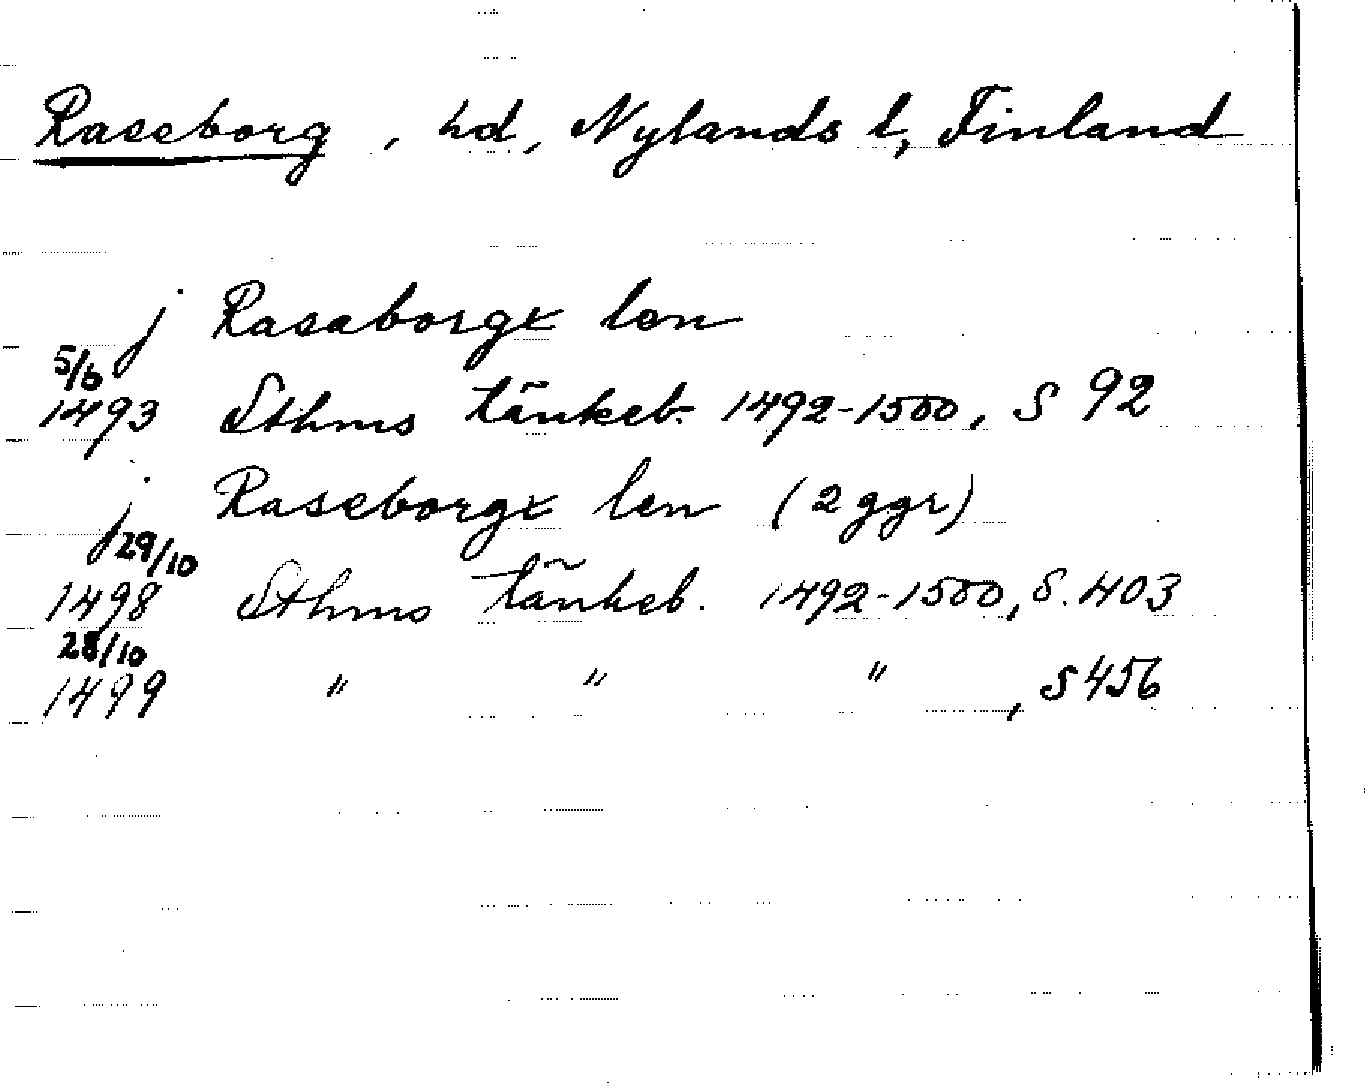 Raseborg, hd, Nylands l, Finland
j Rasaborgx len
5/6
1493 Sthms tänkeb. 1492-1500, S 92
j Raseborgx len (2 ggr)
29/10
1498 Sthms tänkeb. 1492-1500, S. 403
28/10
1499 " " " , S 456